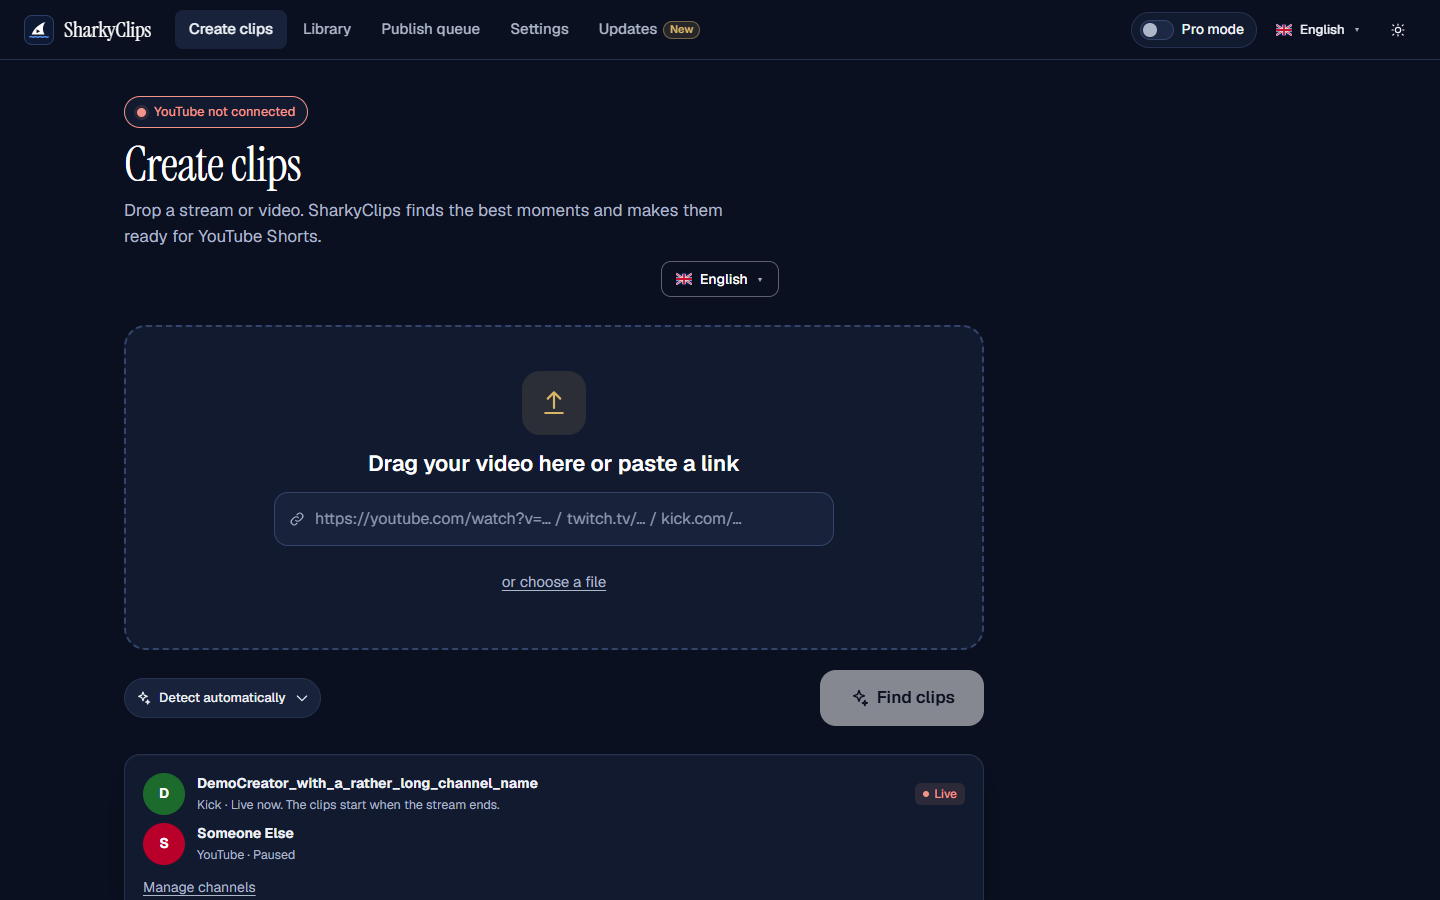 SharkyClips
Create clips
Library
Publish queue
Settings
Updates New
Pro mode
English
YouTube not connected
Create clips
Drop a stream or video. SharkyClips finds the best moments and makes them
ready for YouTube Shorts.
English
Drag your video here or paste a link
https://youtube.com/watch?v=... / twitch.tv/... / kick.com/...
or choose a file
Detect automatically
Find clips
D
DemoCreator_with_a_rather_long_channel_name
Kick · Live now. The clips start when the stream ends.
Live
S
Someone Else
YouTube · Paused
Manage channels